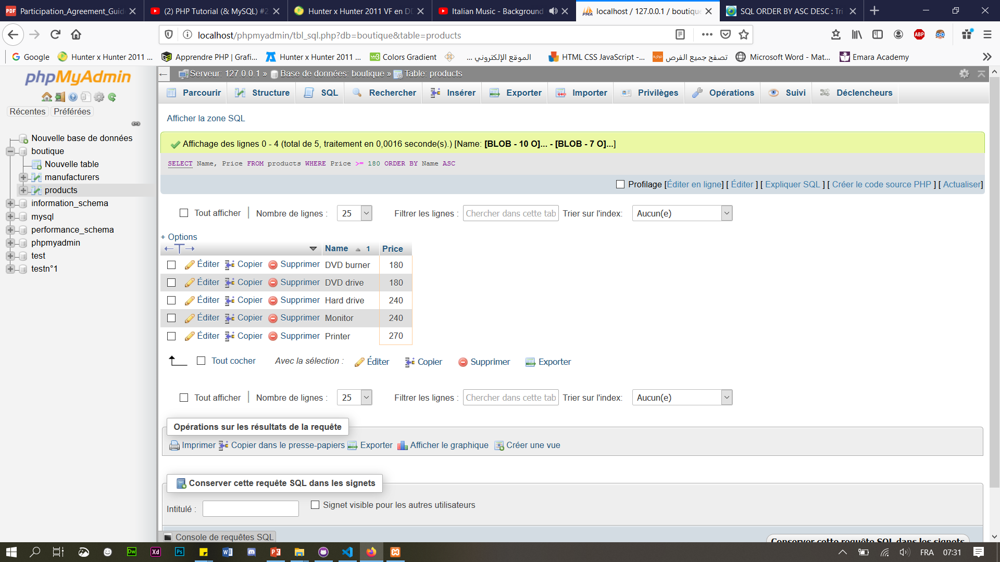 Participation_Agreement_Guid
(2) PHP Tutorial (& MySQL) #2
Hunter x Hunter 2011 VF en DD
Italian Music - Background
localhost / 127.0.0.1 / boutique
SQL ORDER BY ASC DESC : Tri
localhost/phpmyadmin/tbl_sql.php?db=boutique&table=products
ABP
Google
Hunter x Hunter 2011 ...
Apprendre PHP | Grafi...
Hunter x Hunter 2011 ...
Colors Gradient
الموقع الإلكتروني ...
HTML CSS JavaScript -...
تصفح جميع الفرص
Microsoft Word - Mat...
Emara Academy
phpMyAdmin
Récentes Préférées
Nouvelle base de données
boutique
Nouvelle table
manufacturers
products
information_schema
mysql
performance_schema
phpmyadmin
test
testn°1
Serveur: 127.0.0.1 » Base de données: boutique » Table: products
Parcourir Structure SQL Rechercher Insérer Exporter Importer Privilèges Opérations Suivi Déclencheurs
Afficher la zone SQL
Affichage des lignes 0 - 4 (total de 5, traitement en 0,0016 seconde(s).) [Name: [BLOB - 10 O]... - [BLOB - 7 O]...]
SELECT Name, Price FROM products WHERE Price >= 180 ORDER BY Name ASC
Profilage [Éditer en ligne] [ Éditer ] [ Expliquer SQL ] [ Créer le code source PHP ] [ Actualiser]
Tout afficher | Nombre de lignes : 25 Filtrer les lignes : Chercher dans cette tab Trier sur l'index: Aucun(e)
+ Options
Name 1 Price
Éditer Copier Supprimer DVD burner 180
Éditer Copier Supprimer DVD drive 180
Éditer Copier Supprimer Hard drive 240
Éditer Copier Supprimer Monitor 240
Éditer Copier Supprimer Printer 270
Tout cocher Avec la sélection : Éditer Copier Supprimer Exporter
Tout afficher | Nombre de lignes : 25 Filtrer les lignes : Chercher dans cette tab Trier sur l'index: Aucun(e)
Opérations sur les résultats de la requête
Imprimer Copier dans le presse-papiers Exporter Afficher le graphique Créer une vue
Conserver cette requête SQL dans les signets
Intitulé : Signet visible pour les autres utilisateurs
Console de requêtes SQL
Conserver cette requête SQL dans les signets
FRA 07:31